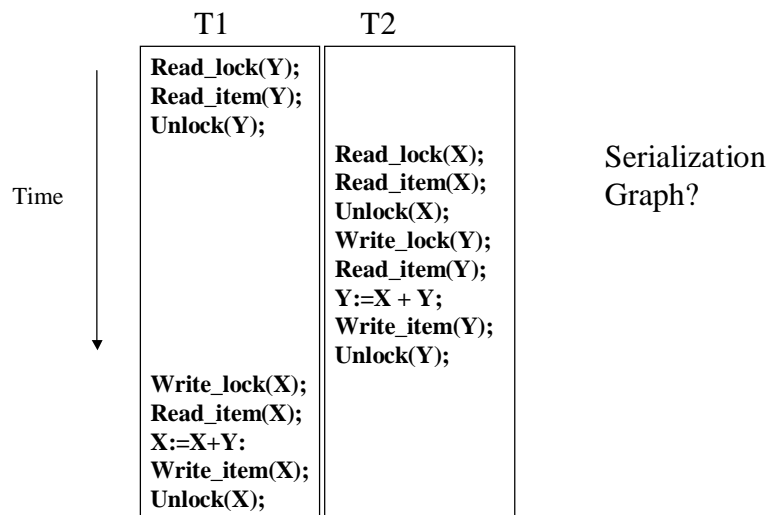 T1
T2
Read_lock(Y);
Read_item(Y);
Unlock(Y);
Read_lock(X);
Read_item(X);
Unlock(X);
Write_lock(Y);
Read_item(Y);
Y:=X + Y;
Write_item(Y);
Unlock(Y);
Write_lock(X);
Read_item(X);
X:=X+Y:
Write_item(X);
Unlock(X);
Time
Serialization
Graph?